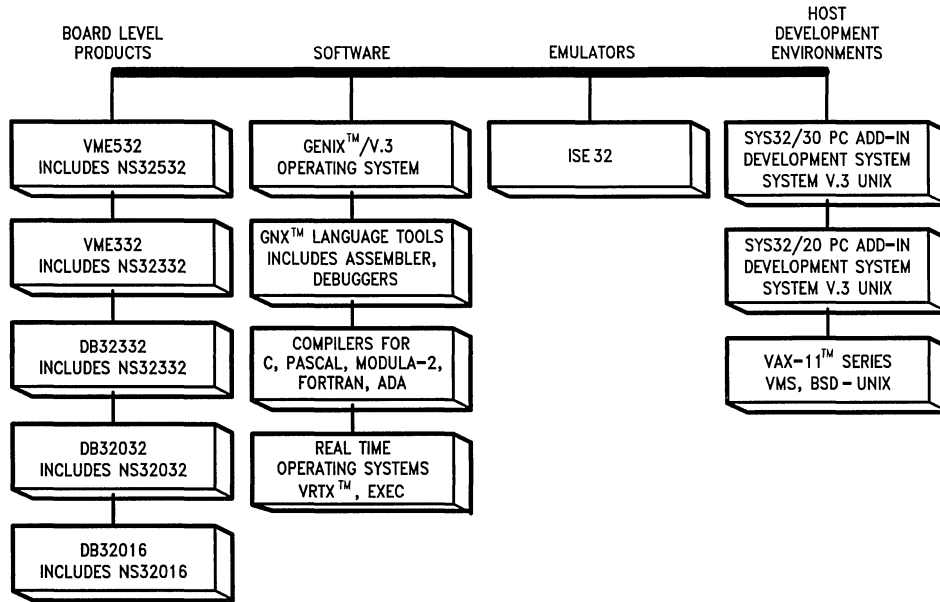 BOARD LEVEL
PRODUCTS
SOFTWARE
EMULATORS
HOST
DEVELOPMENT
ENVIRONMENTS
VME532
INCLUDES NS32532
VME332
INCLUDES NS32332
DB32332
INCLUDES NS32332
DB32032
INCLUDES NS32032
DB32016
INCLUDES NS32016
GENIX™/V.3
OPERATING SYSTEM
GNX™ LANGUAGE TOOLS
INCLUDES ASSEMBLER,
DEBUGGERS
COMPILERS FOR
C, PASCAL, MODULA-2,
FORTRAN, ADA
REAL TIME
OPERATING SYSTEMS
VRTX™, EXEC
ISE32
SYS32/30 PC ADD-IN
DEVELOPMENT SYSTEM
SYSTEM V.3 UNIX
SYS32/20 PC ADD-IN
DEVELOPMENT SYSTEM
SYSTEM V.3 UNIX
VAX-11™ SERIES
VMS, BSD-UNIX